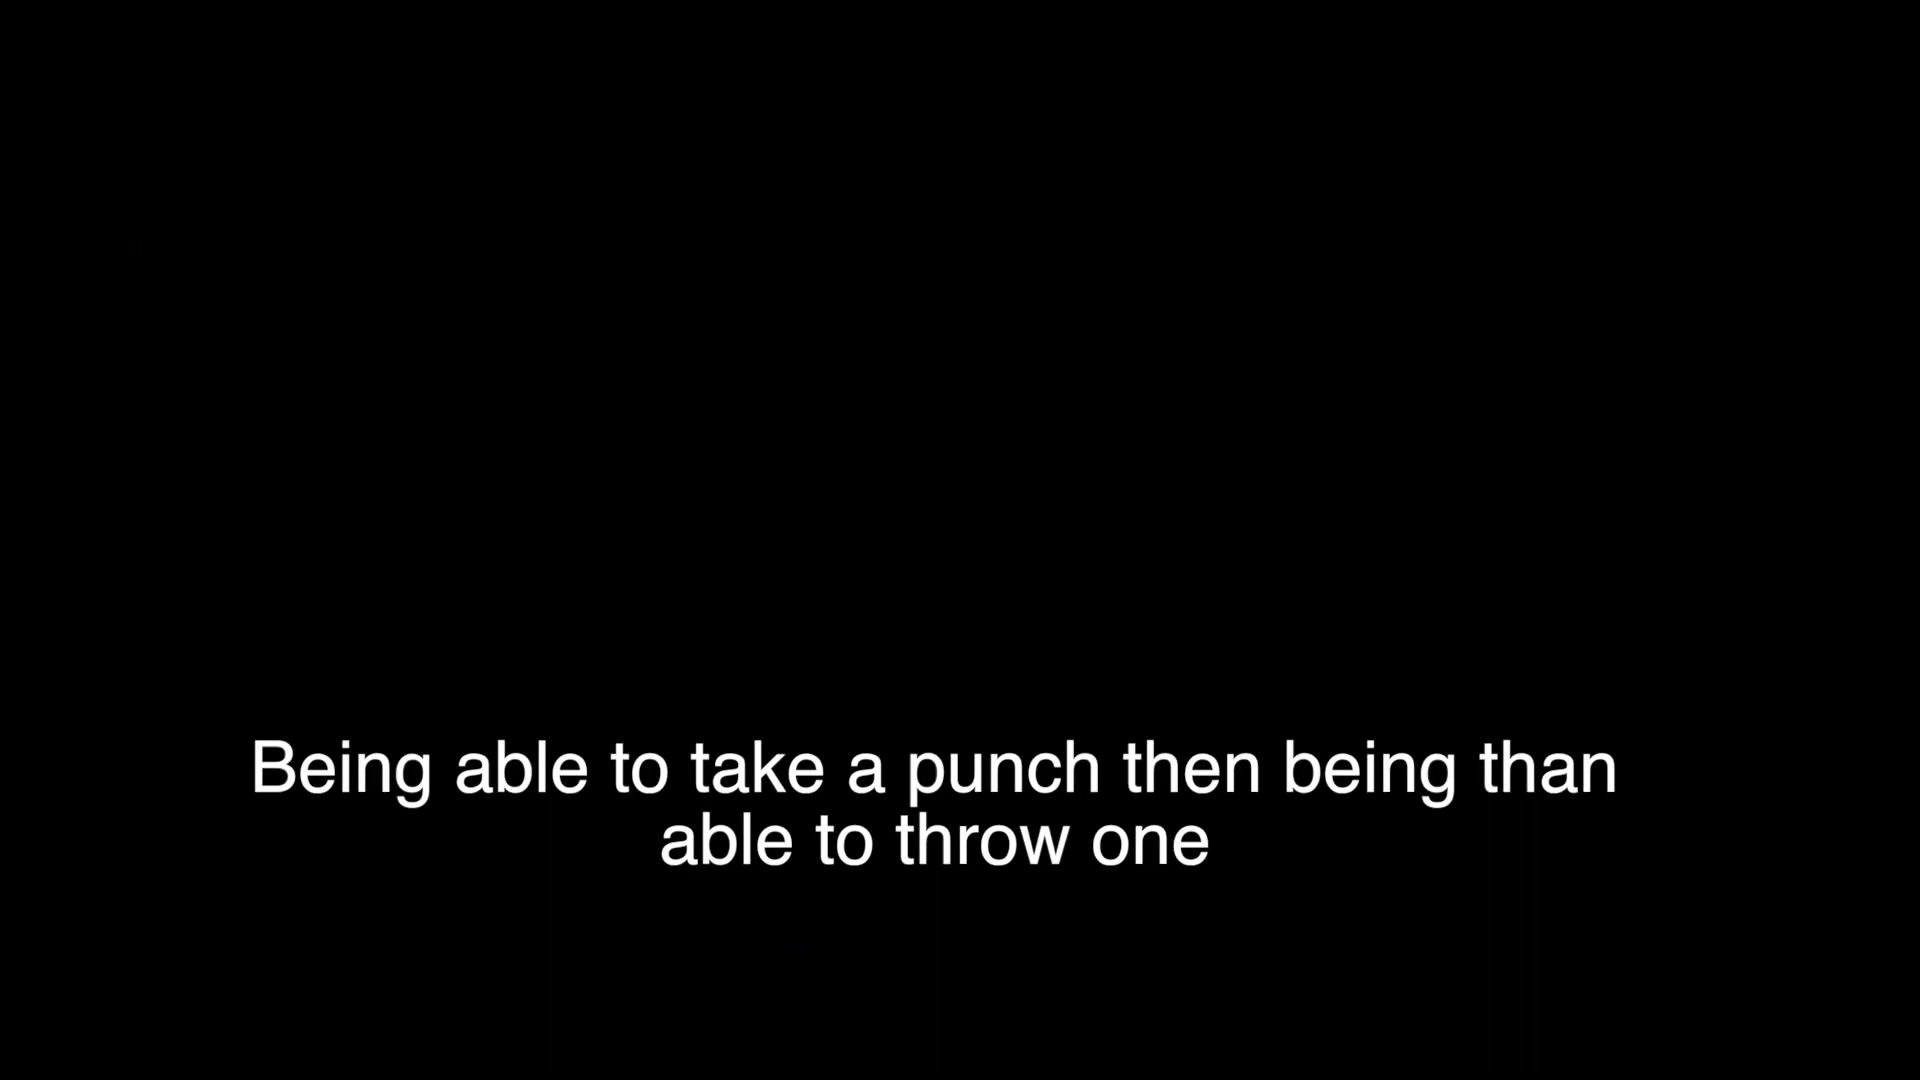 Being able to take a punch then being than
able to throw one